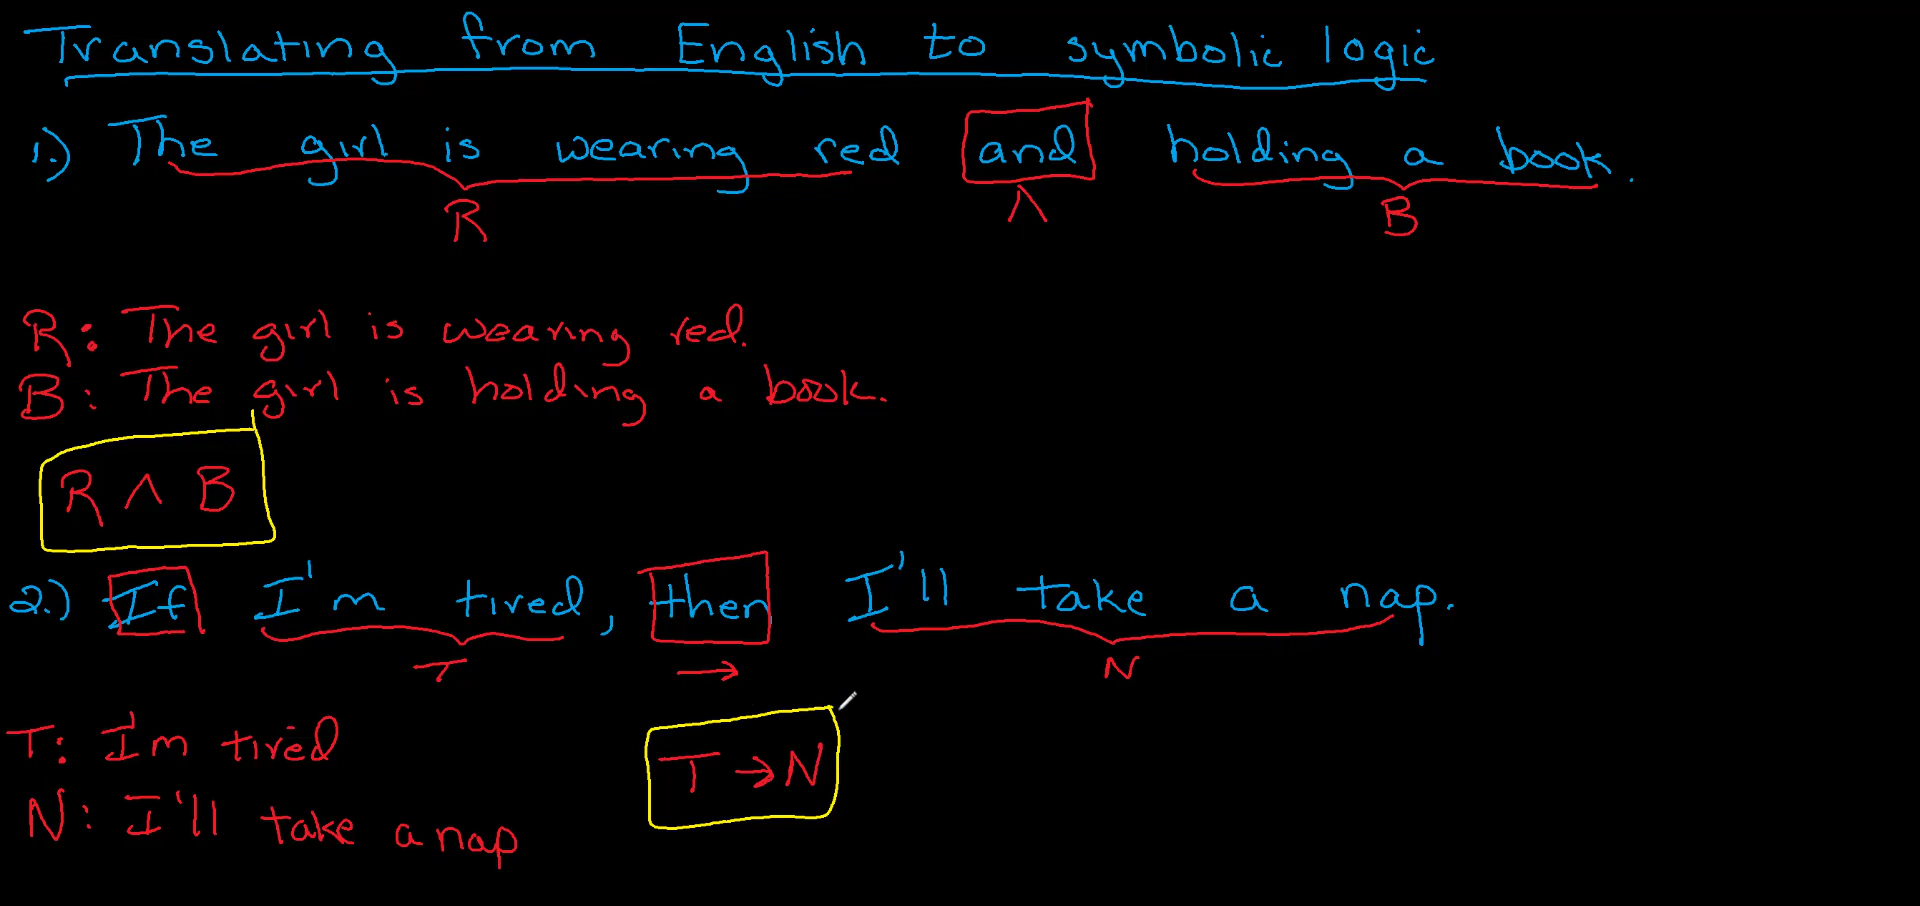 Translating from English to symbolic logic
1.) The girl is wearing red and holding a book.
R ∧ B
R: The girl is wearing red.
B: The girl is holding a book.
R ∧ B
2.) If I'm tired, then I'll take a nap.
T → N
T: I'm tired
T → N
N: I'll take a nap